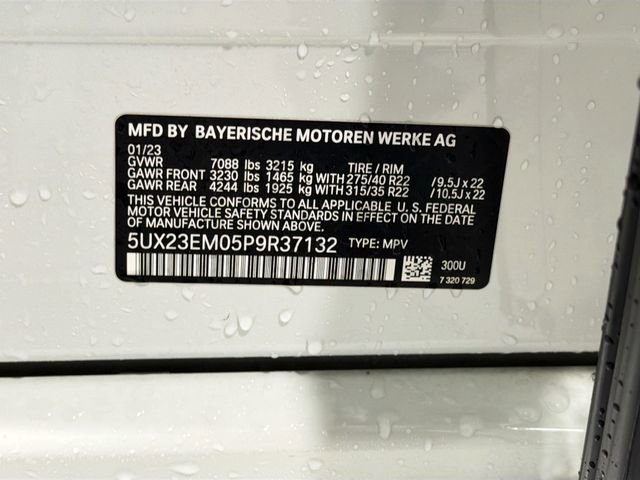 MFD BY BAYERISCHE MOTOREN WERKE AG
01/23
GVWR 7088 lbs 3215 kg TIRE / RIM
GAWR FRONT 3230 lbs 1465 kg WITH 275/40 R22 /9.5J x 22
GAWR REAR 4244 lbs 1925 kg WITH 315/35 R22 /10.5J x 22
THIS VEHICLE CONFORMS TO ALL APPLICABLE U. S. FEDERAL
MOTOR VEHICLE SAFETY STANDARDS IN EFFECT ON THE DATE
OF MANUFACTURE SHOWN ABOVE.
5UX23EM05P9R37132 TYPE: MPV
300U
7 320 729